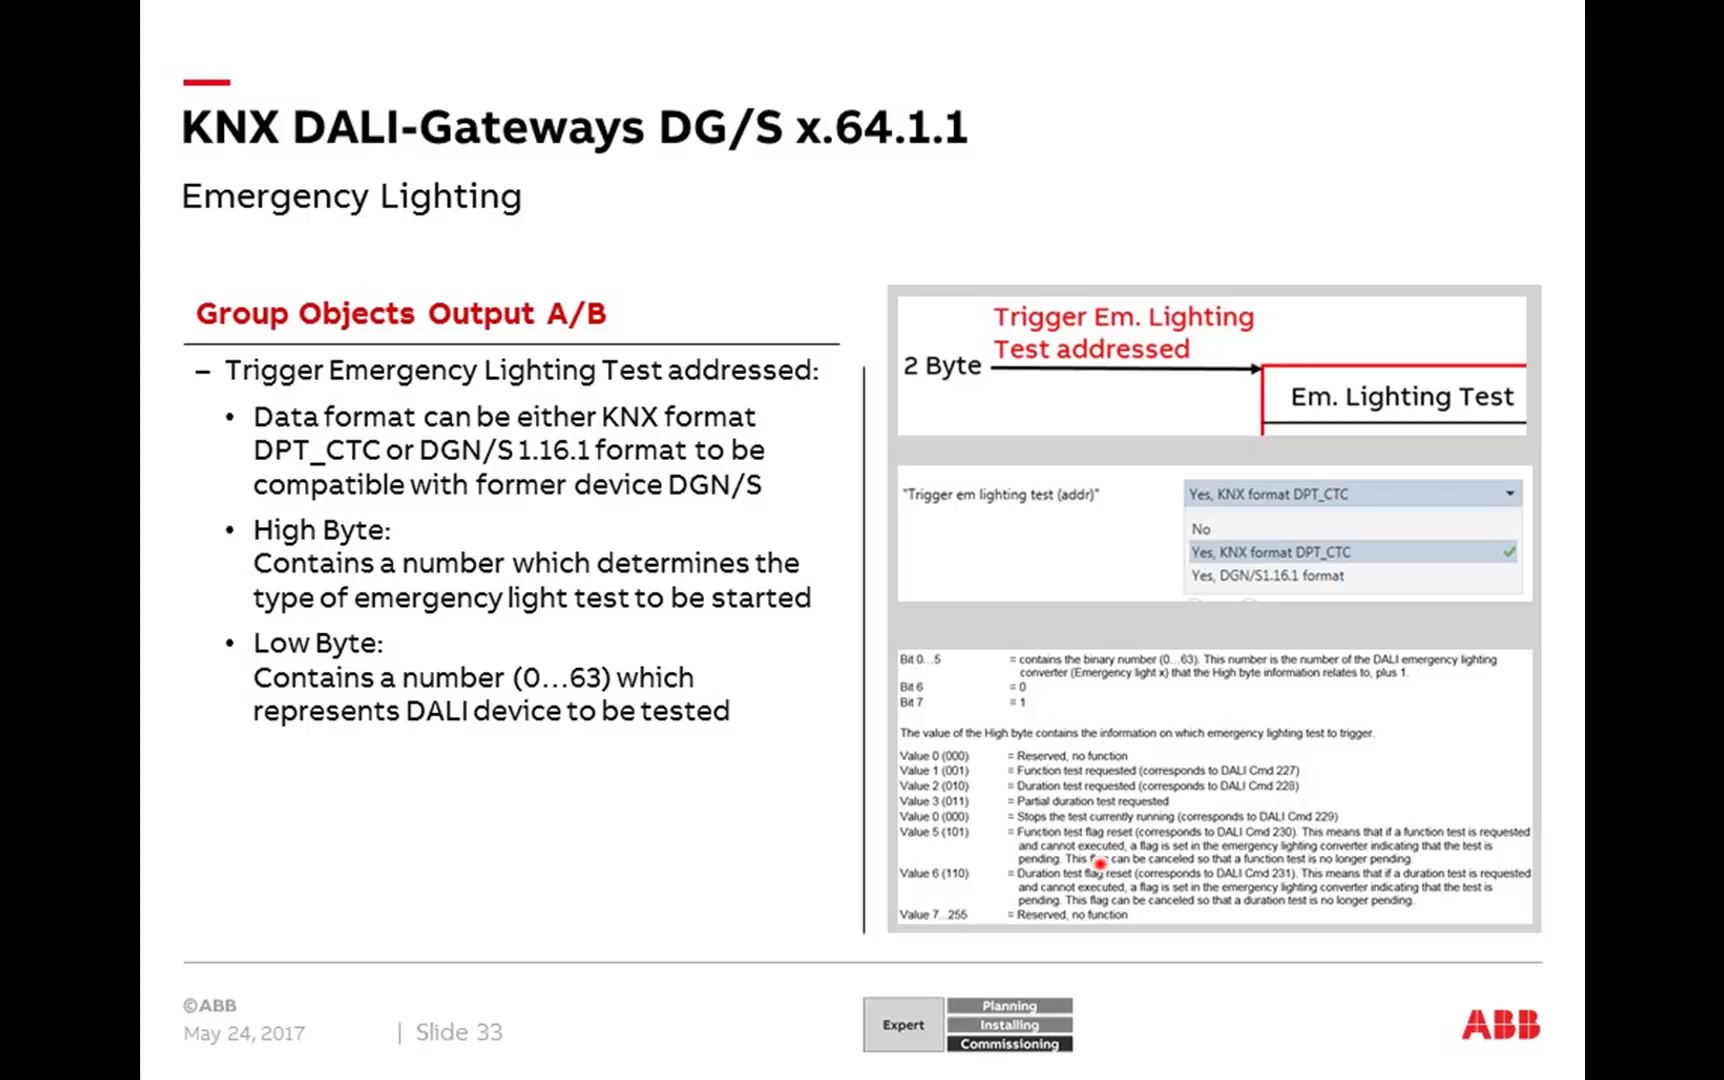 KNX DALI-Gateways DG/S x.64.1.1
Emergency Lighting
Group Objects Output A/B
– Trigger Emergency Lighting Test addressed:
• Data format can be either KNX format
DPT_CTC or DGN/S 1.16.1 format to be
compatible with former device DGN/S
• High Byte:
Contains a number which determines the
type of emergency light test to be started
• Low Byte:
Contains a number (0...63) which
represents DALI device to be tested
Trigger Em. Lighting
Test addressed
2 Byte
Em. Lighting Test
"Trigger em lighting test (addr)"
Yes, KNX format DPT_CTC
No
Yes, KNX format DPT_CTC
Yes, DGN/S1.16.1 format
Bit 0...5 = contains the binary number (0...63). This number is the number of the DALI emergency lighting
converter (Emergency light x) that the High byte information relates to, plus 1.
Bit 6 = 0
Bit 7 = 1
The value of the High byte contains the information on which emergency lighting test to trigger.
Value 0 (000) = Reserved, no function
Value 1 (001) = Function test requested (corresponds to DALI Cmd 227)
Value 2 (010) = Duration test requested (corresponds to DALI Cmd 228)
Value 3 (011) = Partial duration test requested
Value 0 (000) = Stops the test currently running (corresponds to DALI Cmd 229)
Value 5 (101) = Function test flag reset (corresponds to DALI Cmd 230). This means that if a function test is requested
and cannot executed, a flag is set in the emergency lighting converter indicating that the test is
pending. This flag can be canceled so that a function test is no longer pending.
Value 6 (110) = Duration test flag reset (corresponds to DALI Cmd 231). This means that if a duration test is requested
and cannot executed, a flag is set in the emergency lighting converter indicating that the test is
pending. This flag can be canceled so that a duration test is no longer pending.
Value 7...255 = Reserved, no function
©ABB
May 24, 2017 | Slide 33
Expert
Planning
Installing
Commissioning
ABB